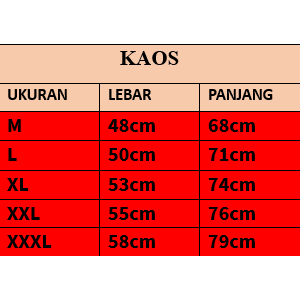 KAOS
UKURAN LEBAR PANJANG
M 48cm 68cm
L 50cm 71cm
XL 53cm 74cm
XXL 55cm 76cm
XXXL 58cm 79cm